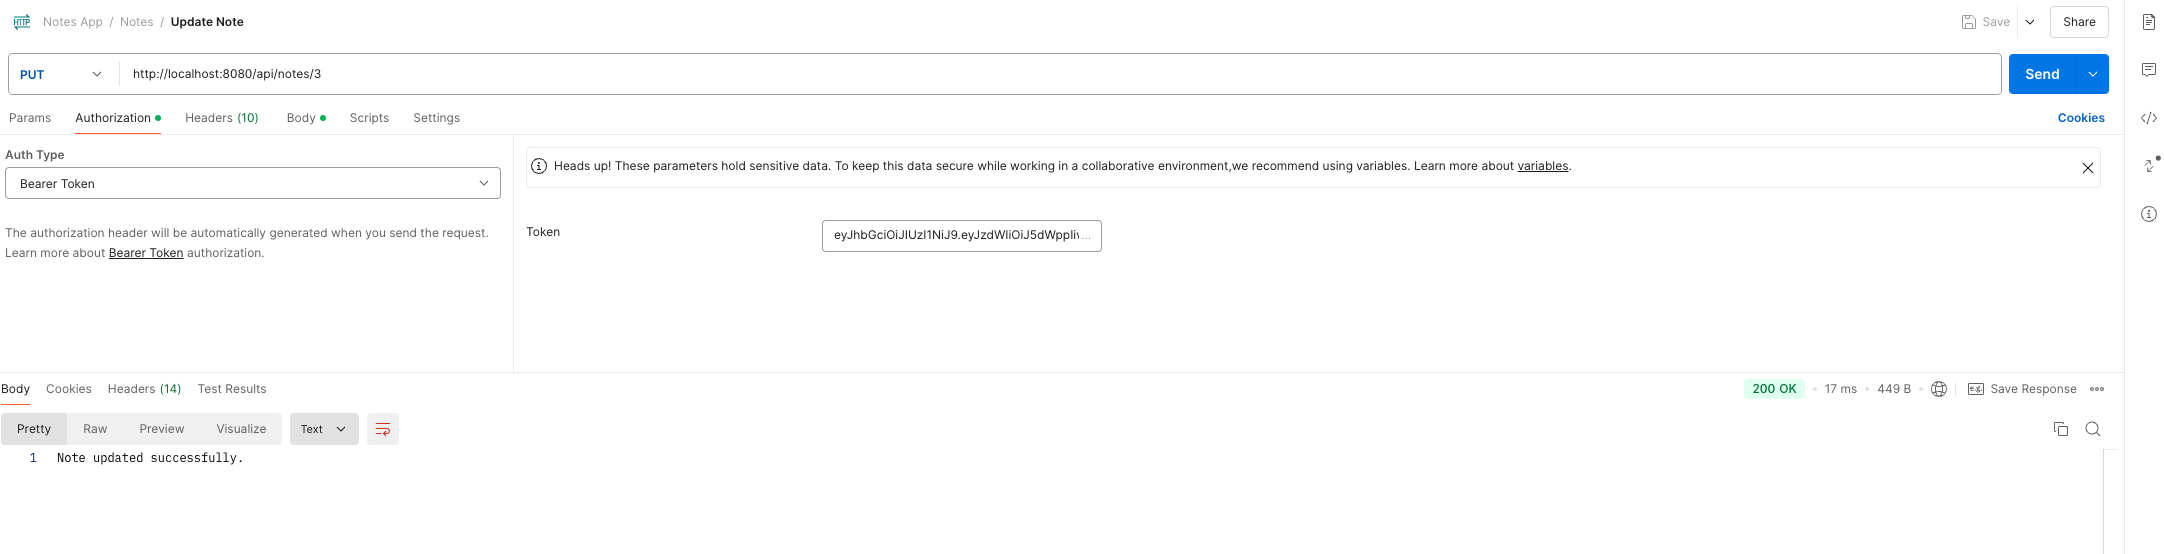 HTTP Notes App / Notes / Update Note
Save
Share
PUT
http://localhost:8080/api/notes/3
Send
Params Authorization Headers (10) Body Scripts Settings
Cookies
Auth Type
Bearer Token
Heads up! These parameters hold sensitive data. To keep this data secure while working in a collaborative environment,we recommend using variables. Learn more about variables.
The authorization header will be automatically generated when you send the request.
Learn more about Bearer Token authorization.
Token
Body Cookies Headers (14) Test Results
200 OK • 17 ms • 449 B •
e.g. Save Response
Pretty Raw Preview Visualize Text
1 Note updated successfully.